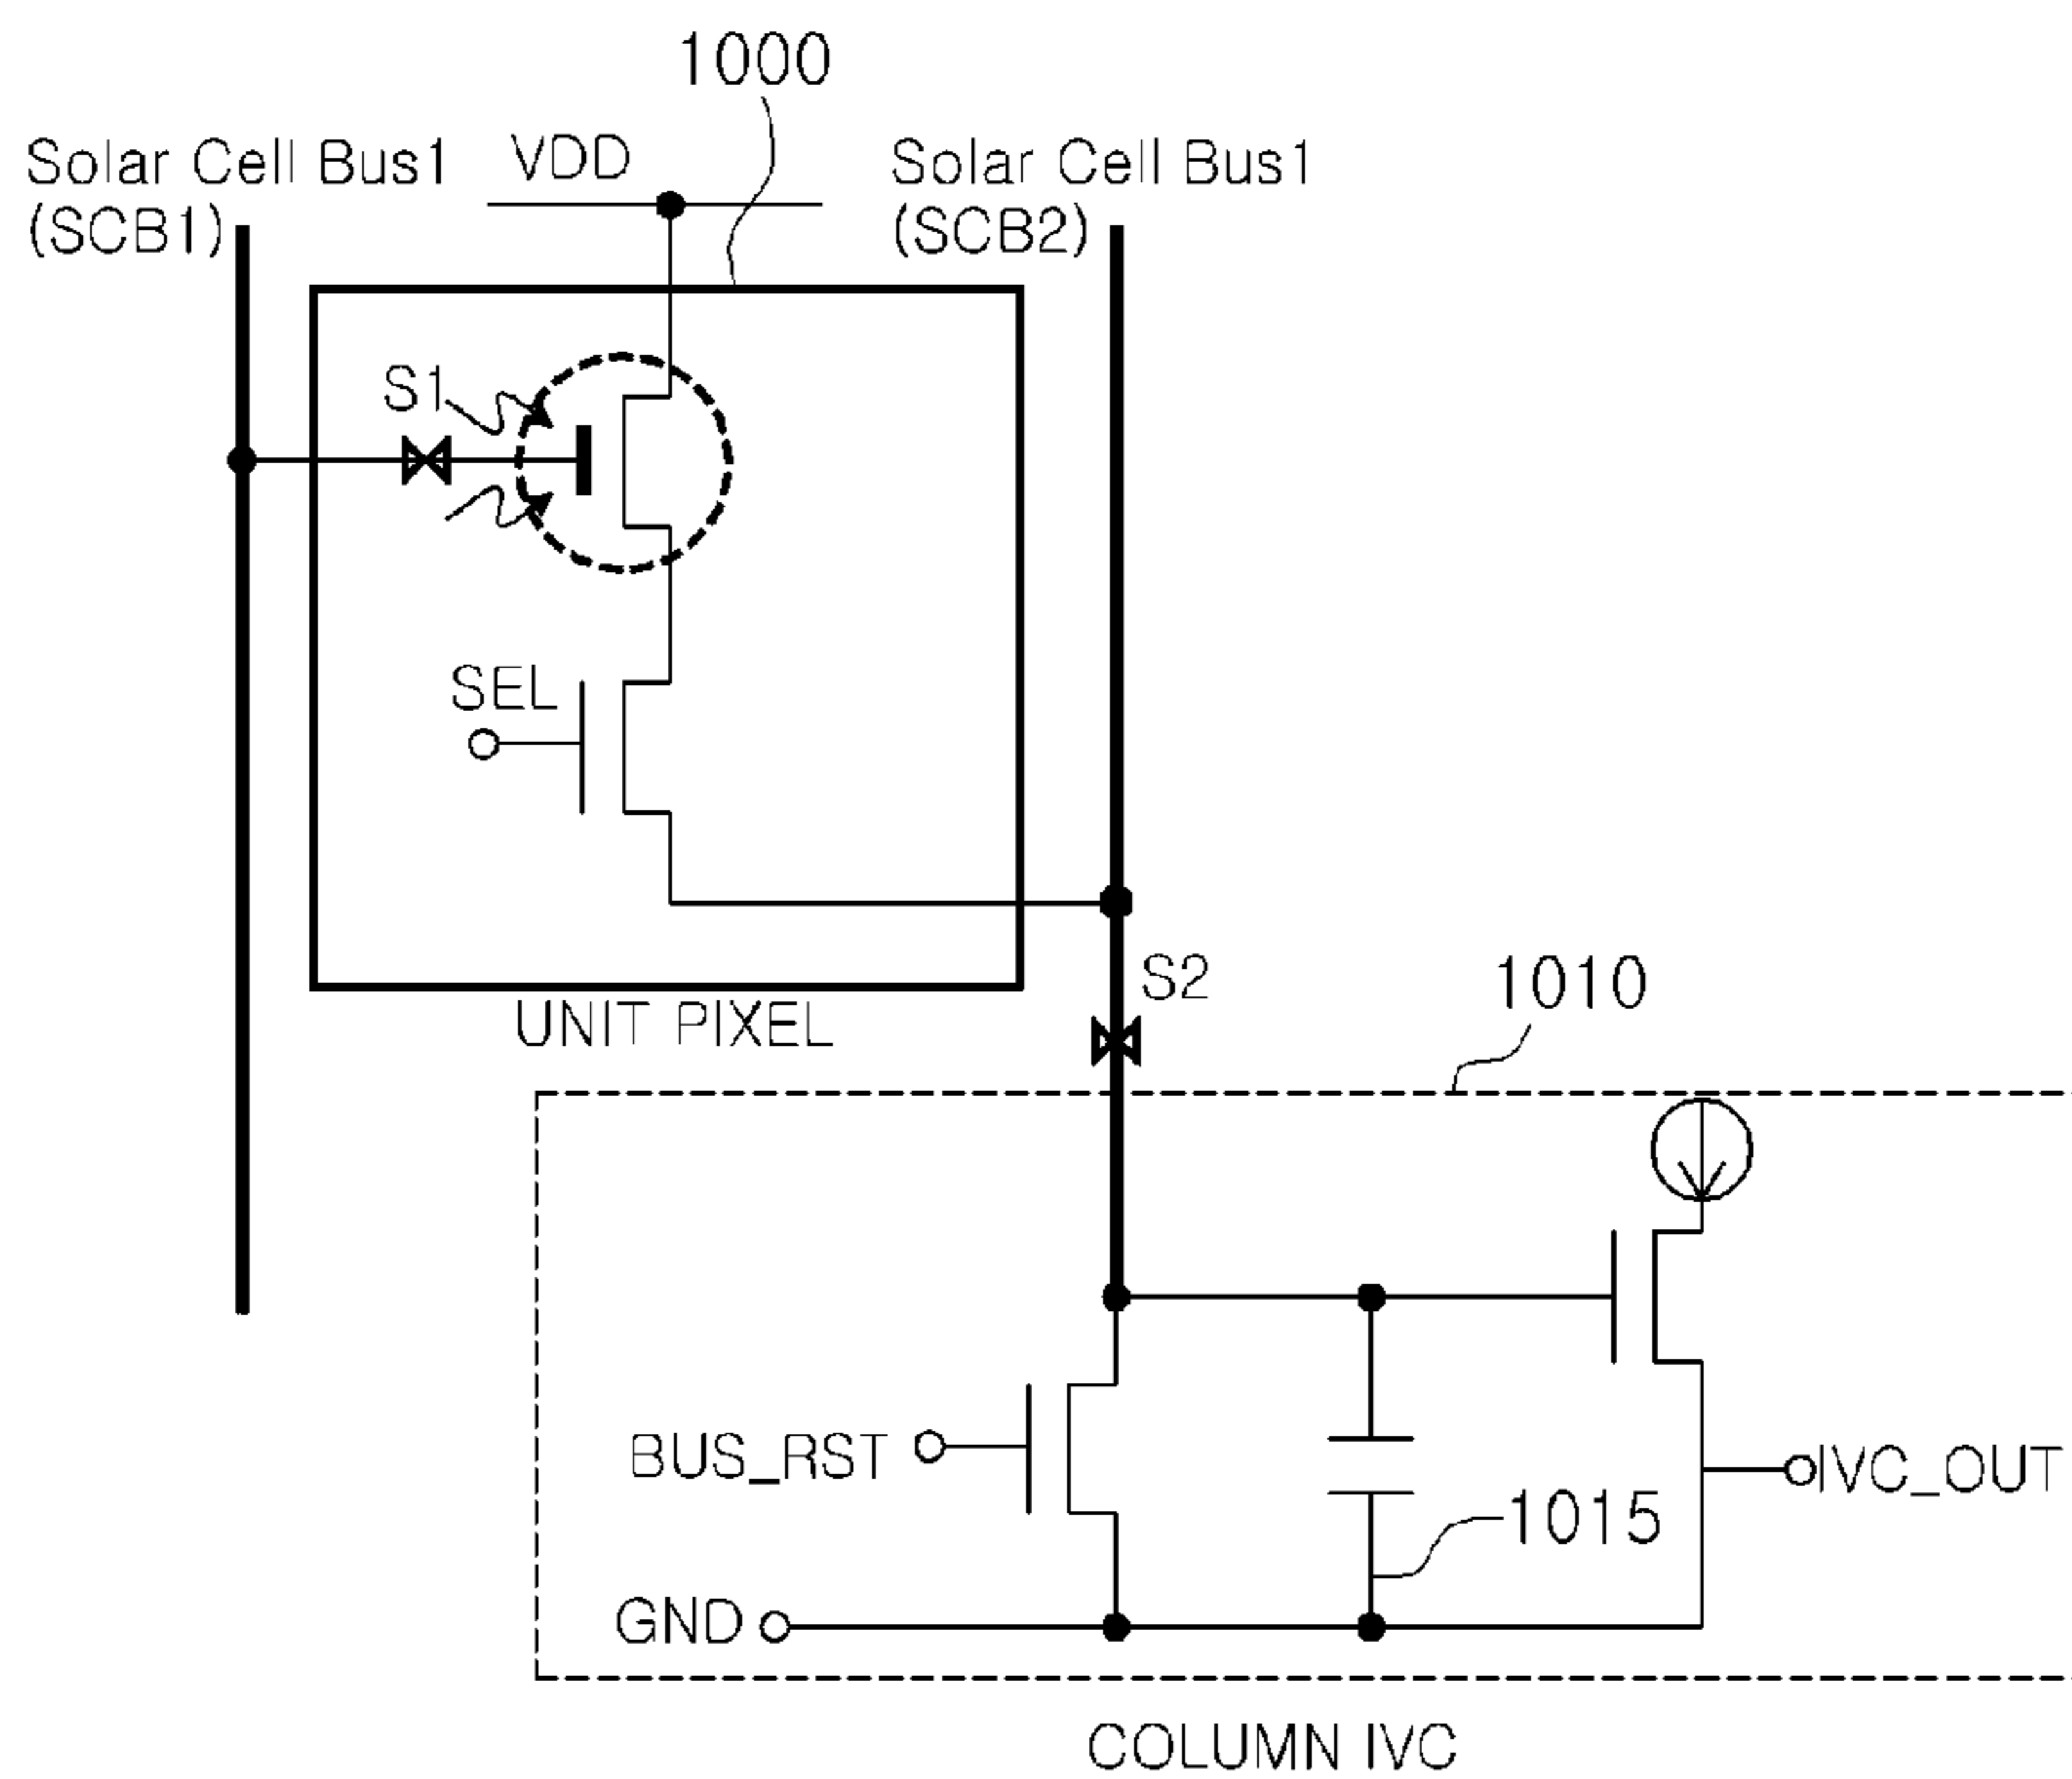 1000
Solar Cell Bus1
(SCB1)
VDD
Solar Cell Bus1
(SCB2)
S1
SEL
UNIT PIXEL
S2
1010
BUS_RST
IVC_OUT
1015
GND
COLUMN IVC